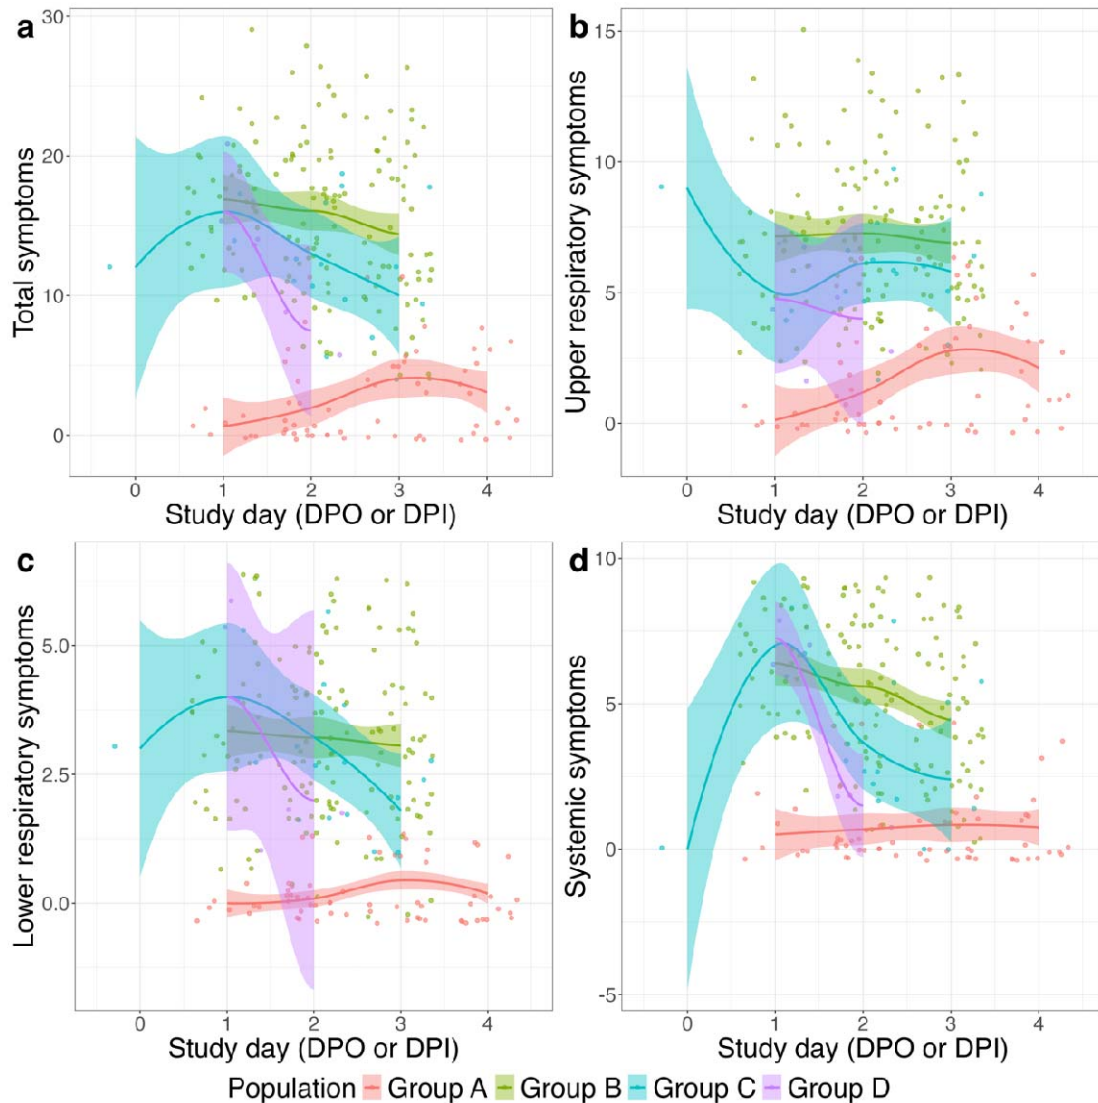 a
30
20
10
0
Total symptoms
0 1 2 3 4
Study day (DPO or DPI)
b
15
10
5
0
Upper respiratory symptoms
0 1 2 3 4
Study day (DPO or DPI)
c
5.0
2.5
0.0
Lower respiratory symptoms
0 1 2 3 4
Study day (DPO or DPI)
d
10
5
0
-5
Systemic symptoms
0 1 2 3 4
Study day (DPO or DPI)
Population Group A Group B Group C Group D